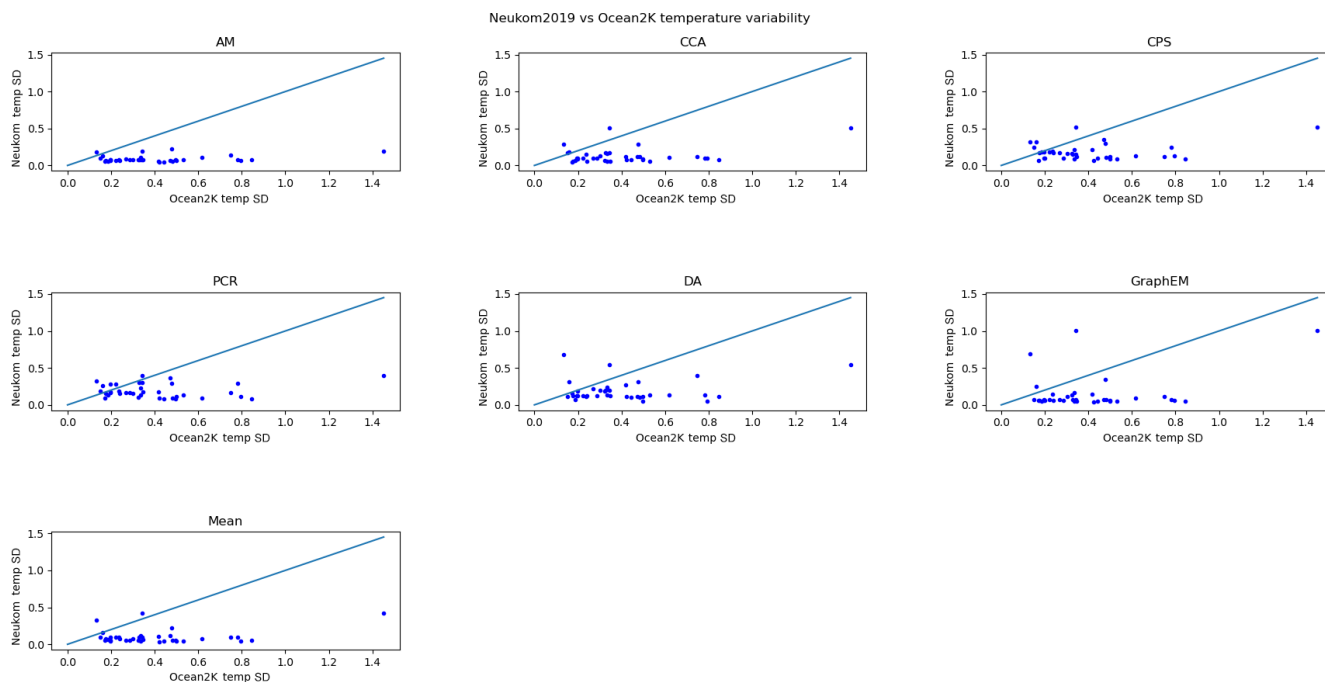 Neukom2019 vs Ocean2K temperature variability
AM
1.5
1.0
0.5
0.0
Neukom temp SD
0.0 0.2 0.4 0.6 0.8 1.0 1.2 1.4
Ocean2K temp SD
CCA
1.5
1.0
0.5
0.0
Neukom temp SD
0.0 0.2 0.4 0.6 0.8 1.0 1.2 1.4
Ocean2K temp SD
CPS
1.5
1.0
0.5
0.0
Neukom temp SD
0.0 0.2 0.4 0.6 0.8 1.0 1.2 1.4
Ocean2K temp SD
PCR
1.5
1.0
0.5
0.0
Neukom temp SD
0.0 0.2 0.4 0.6 0.8 1.0 1.2 1.4
Ocean2K temp SD
DA
1.5
1.0
0.5
0.0
Neukom temp SD
0.0 0.2 0.4 0.6 0.8 1.0 1.2 1.4
Ocean2K temp SD
GraphEM
1.5
1.0
0.5
0.0
Neukom temp SD
0.0 0.2 0.4 0.6 0.8 1.0 1.2 1.4
Ocean2K temp SD
Mean
1.5
1.0
0.5
0.0
Neukom temp SD
0.0 0.2 0.4 0.6 0.8 1.0 1.2 1.4
Ocean2K temp SD